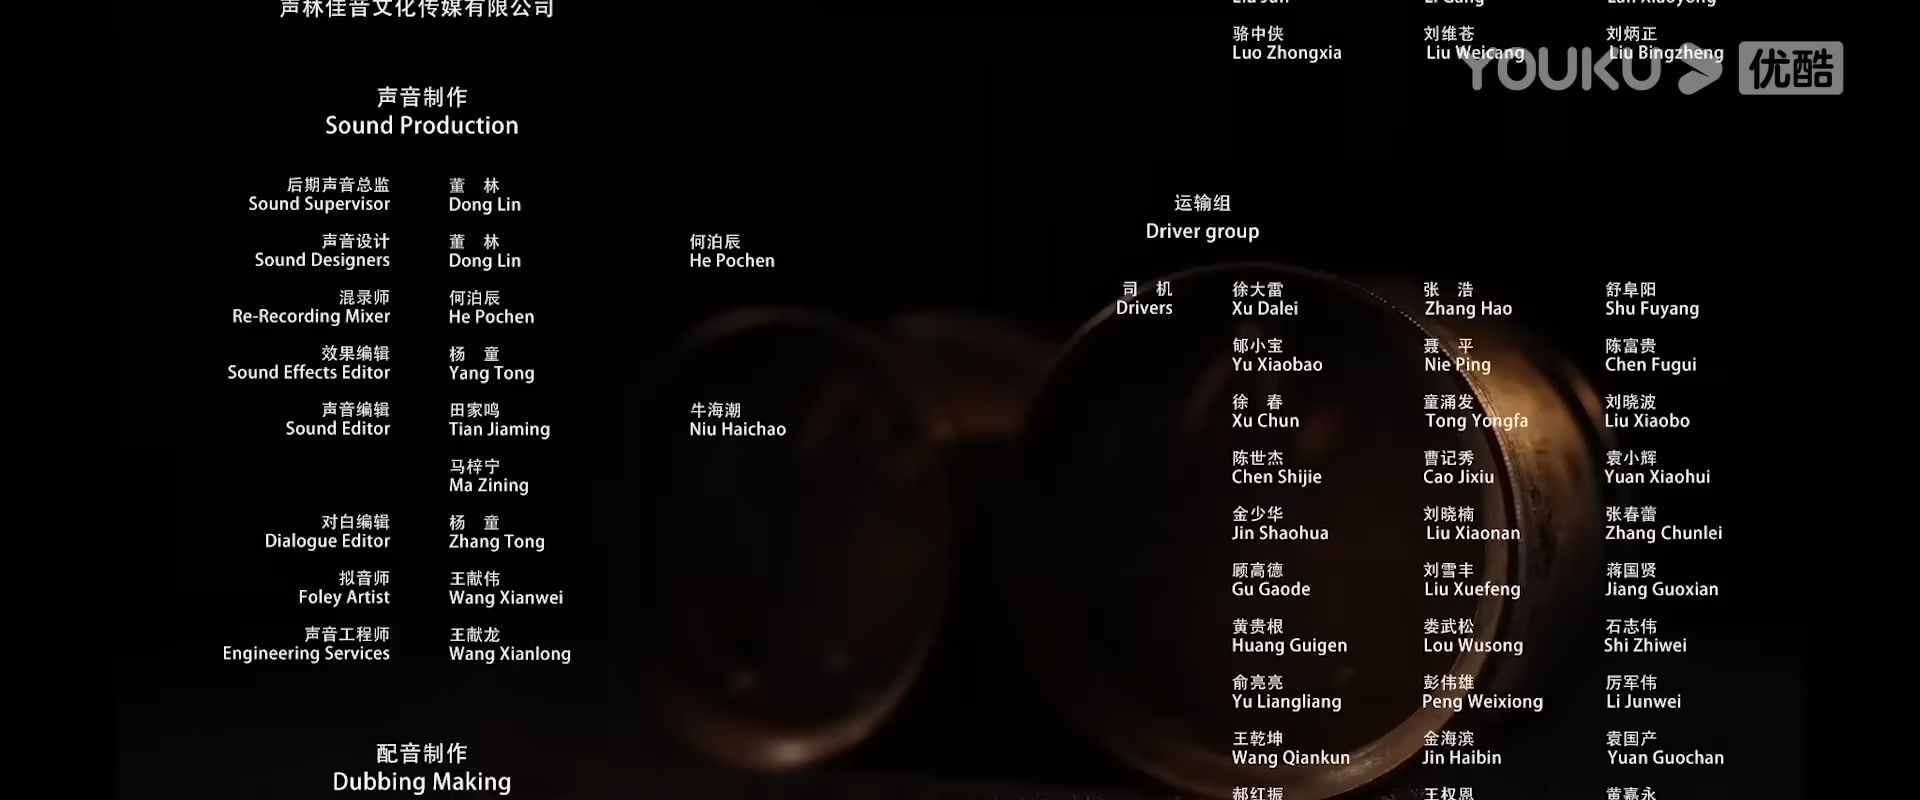 声林佳音文化传媒有限公司
声音制作
Sound Production
后期声音总监 董 林
Sound Supervisor Dong Lin
声音设计 董 林 何泊辰
Sound Designers Dong Lin He Pochen
混录师 何泊辰
Re-Recording Mixer He Pochen
效果编辑 杨 童
Sound Effects Editor Yang Tong
声音编辑 田家鸣 牛海潮
Sound Editor Tian Jiaming Niu Haichao
马梓宁
Ma Zining
对白编辑 杨 童
Dialogue Editor Zhang Tong
拟音师 王献伟
Foley Artist Wang Xianwei
声音工程师 王献龙
Engineering Services Wang Xianlong
配音制作
Dubbing Making
骆中侠 刘维苍 刘炳正
Luo Zhongxia Liu Weicang Liu Bingzheng
YOUKU 优酷
运输组
Driver group
司 机 徐大雷 张 浩 舒阜阳
Drivers Xu Dalei Zhang Hao Shu Fuyang
郇小宝 聂 平 陈富贵
Yu Xiaobao Nie Ping Chen Fugui
徐 春 童涌发 刘晓波
Xu Chun Tong Yongfa Liu Xiaobo
陈世杰 曹记秀 袁小辉
Chen Shijie Cao Jixiu Yuan Xiaohui
金少华 刘晓楠 张春蕾
Jin Shaohua Liu Xiaonan Zhang Chunlei
顾高德 刘雪丰 蒋国贤
Gu Gaode Liu Xuefeng Jiang Guoxian
黄贵根 娄武松 石志伟
Huang Guigen Lou Wusong Shi Zhiwei
俞亮亮 彭伟雄 厉军伟
Yu Liangliang Peng Weixiong Li Junwei
王乾坤 金海滨 袁国产
Wang Qiankun Jin Haibin Yuan Guochan
郝红振 王权恩 黄嘉永